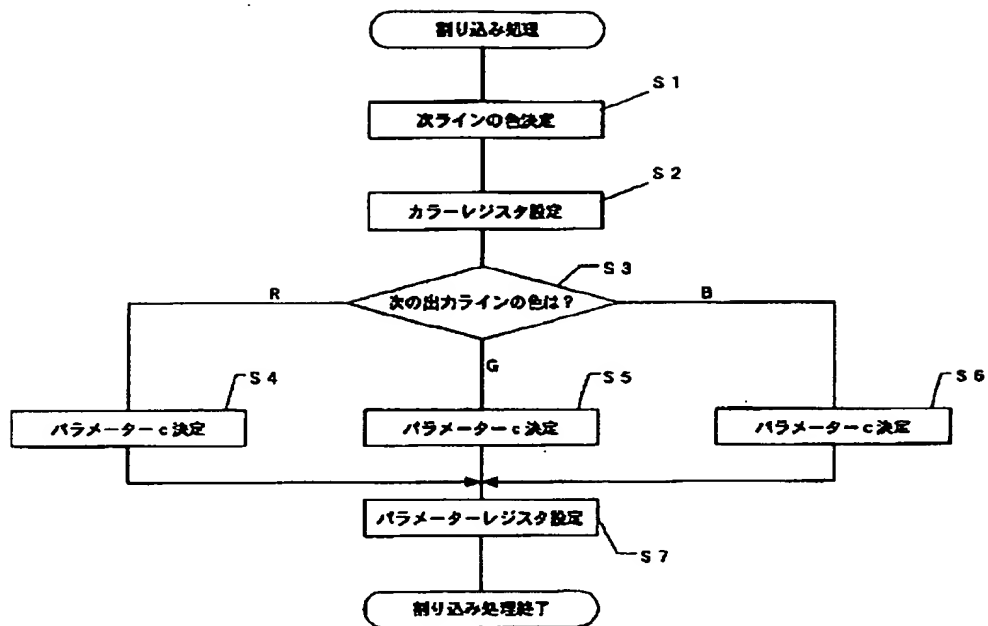 割り込み処理
S1
次ラインの色決定
S2
カラーレジスタ設定
S3
次の出力ラインの色は？
R
B
G
S4
パラメーターc決定
S5
パラメーターc決定
S6
パラメーターc決定
パラメーターレジスタ設定
S7
割り込み処理終了